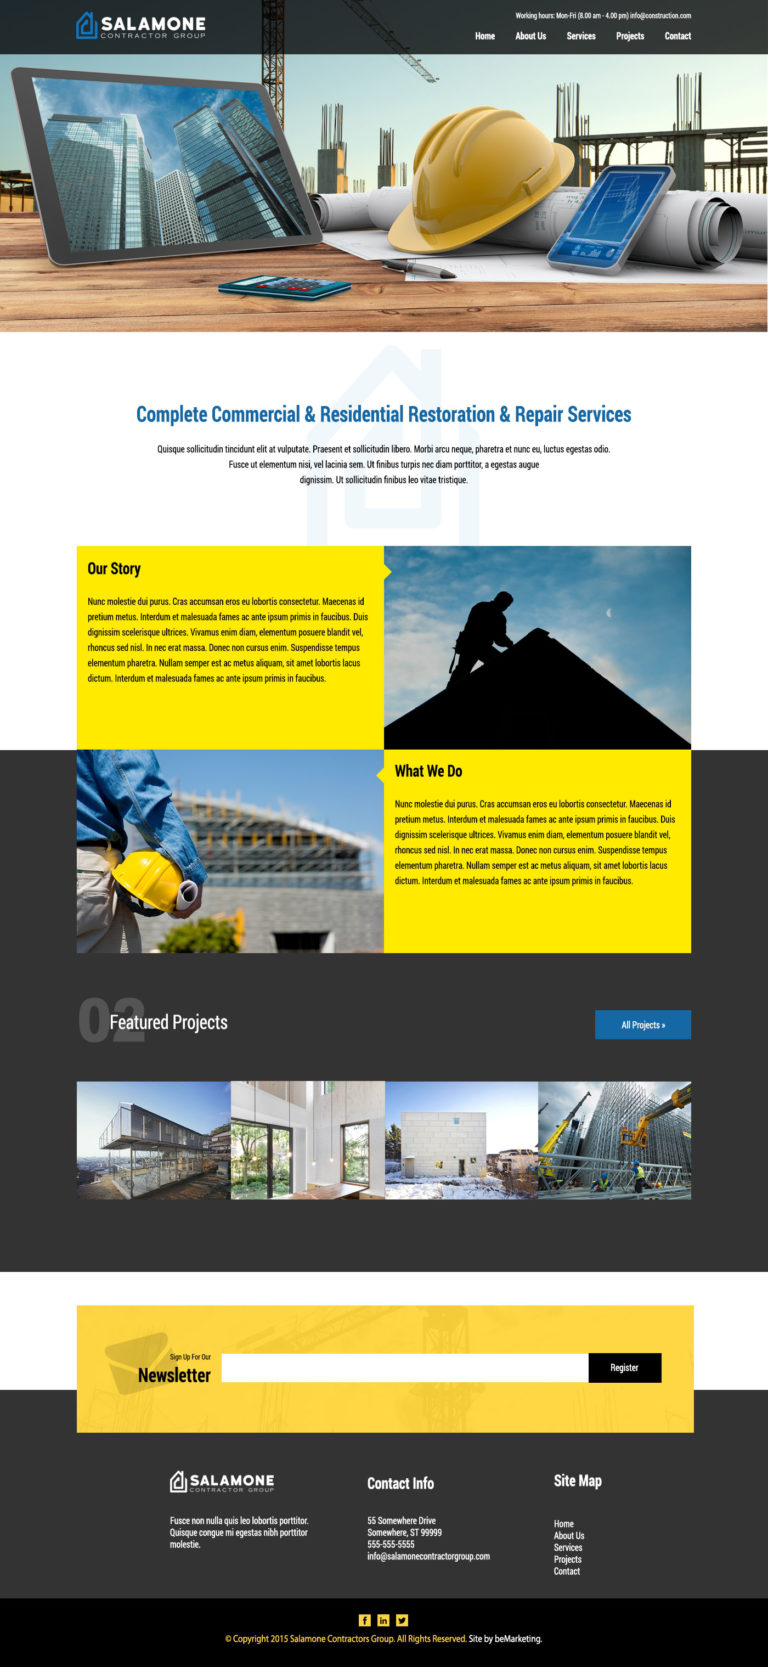 SALAMONE
CONTRACTOR GROUP
Working hours: Mon-Fri (8.00 am - 4.00 pm) info@construction.com
Home About Us Services Projects Contact
Complete Commercial & Residential Restoration & Repair Services
Quisque sollicitudin tincidunt elit at vulputate. Praesent et sollicitudin libero. Morbi arcu neque, pharetra et nunc eu, luctus egestas odio.
Fusce ut elementum nisi, vel lacinia sem. Ut finibus turpis nec diam porttitor, a egestas augue
dignissim. Ut sollicitudin finibus leo vitae tristique.
Our Story
Nunc molestie dui purus. Cras accumsan eros eu lobortis consectetur. Maecenas id
pretium metus. Interdum et malesuada fames ac ante ipsum primis in faucibus. Duis
dignissim scelerisque ultrices. Vivamus enim diam, elementum posuere blandit vel,
rhoncus sed nisl. In nec erat massa. Donec non cursus enim. Suspendisse tempus
elementum pharetra. Nullam semper est ac metus aliquam, sit amet lobortis lacus
dictum. Interdum et malesuada fames ac ante ipsum primis in faucibus.
What We Do
Nunc molestie dui purus. Cras accumsan eros eu lobortis consectetur. Maecenas id
pretium metus. Interdum et malesuada fames ac ante ipsum primis in faucibus. Duis
dignissim scelerisque ultrices. Vivamus enim diam, elementum posuere blandit vel,
rhoncus sed nisl. In nec erat massa. Donec non cursus enim. Suspendisse tempus
elementum pharetra. Nullam semper est ac metus aliquam, sit amet lobortis lacus
dictum. Interdum et malesuada fames ac ante ipsum primis in faucibus.
02
Featured Projects
All Projects »
Sign Up For Our
Newsletter
Register
SALAMONE
CONTRACTOR GROUP
Fusce non nulla quis leo lobortis porttitor.
Quisque congue mi egestas nibh porttitor
molestie.
Contact Info
55 Somewhere Drive
Somewhere, ST 99999
555-555-5555
info@salamonecontractorgroup.com
Site Map
Home
About Us
Services
Projects
Contact
© Copyright 2015 Salamone Contractors Group. All Rights Reserved. Site by beMarketing.